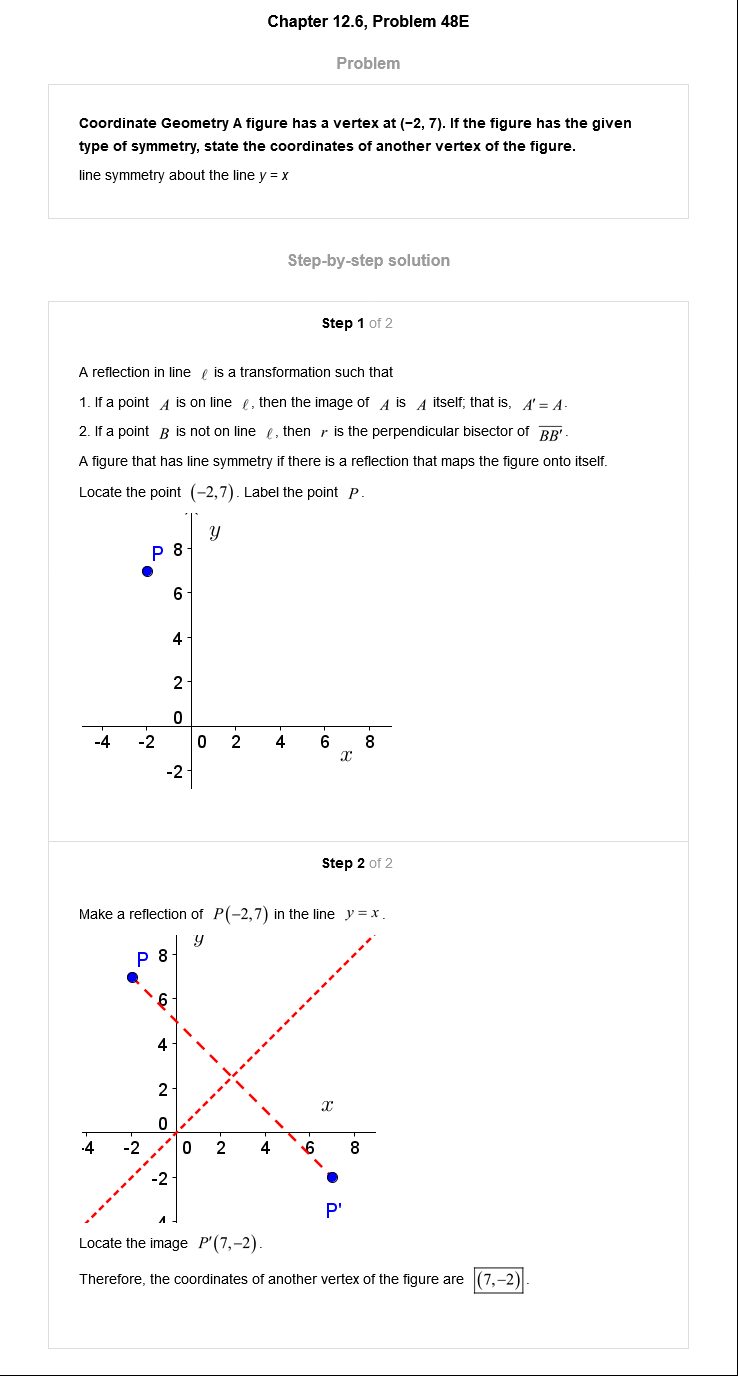 Chapter 12.6, Problem 48E
Problem
Coordinate Geometry A figure has a vertex at (−2, 7). If the figure has the given
type of symmetry, state the coordinates of another vertex of the figure.
line symmetry about the line y = x
Step-by-step solution
Step 1 of 2
A reflection in line ℓ is a transformation such that
1. If a point A is on line ℓ, then the image of A is A itself; that is, A′ = A.
2. If a point B is not on line ℓ, then r is the perpendicular bisector of \overline{BB'}.
A figure that has line symmetry if there is a reflection that maps the figure onto itself.
Locate the point (−2,7). Label the point P.
y
P 8
6
4
2
0
-4 -2 0 2 4 6 8
x
-2
Step 2 of 2
Make a reflection of P(−2,7) in the line y = x.
y
P 8
6
4
2
x
0
-4 -2 0 2 4 6 8
-2
P'
Locate the image P′(7,−2).
Therefore, the coordinates of another vertex of the figure are (7,−2).